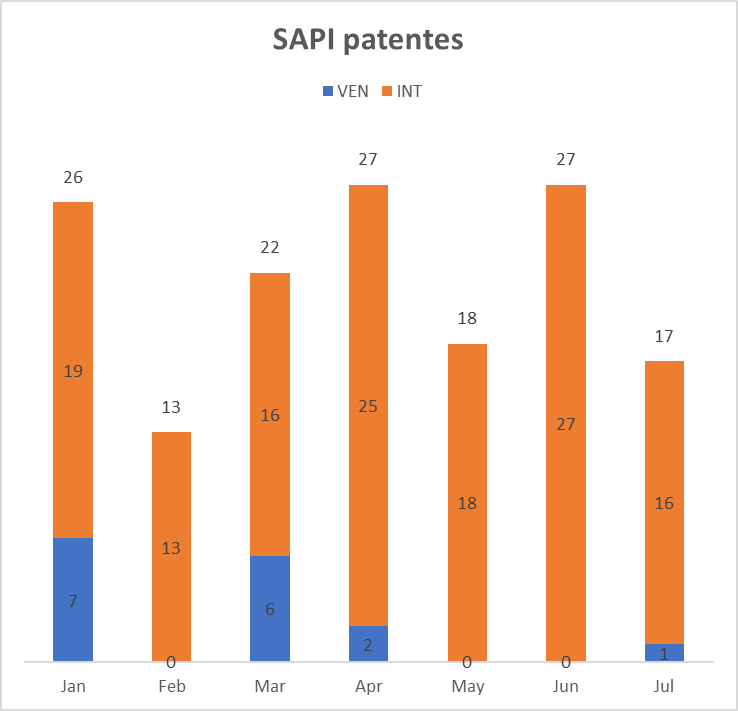 SAPI patentes
VEN INT
26 13 22 27 18 27 17
19 13 16 25 18 27 16
7 0 6 2 0 0 1
Jan Feb Mar Apr May Jun Jul